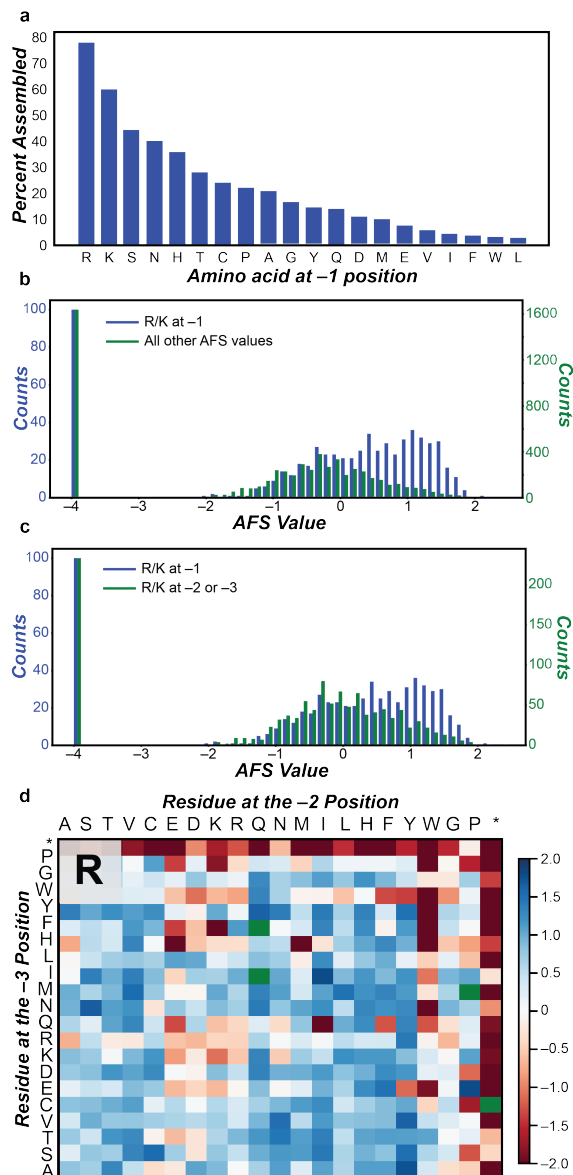 a
Percent Assembled
80
70
60
50
40
30
20
10
0
R K S N H T C P A G Y Q D M E V I F W L
Amino acid at –1 position
b
Counts
100
80
60
40
20
0
R/K at –1
All other AFS values
1600
1200
800
400
0
Counts
–4 –3 –2 –1 0 1 2
AFS Value
c
Counts
100
80
60
40
20
0
R/K at –1
R/K at –2 or –3
200
150
100
50
0
Counts
–4 –3 –2 –1 0 1 2
AFS Value
d
Residue at the –2 Position
A S T V C E D K R Q N M I L H F Y W G P *
Residue at the –3 Position
*
P
G
W
Y
F
H
L
I
M
N
Q
R
K
D
E
C
V
T
S
A
R
2.0
1.5
1.0
0.5
0
–0.5
–1.0
–1.5
–2.0